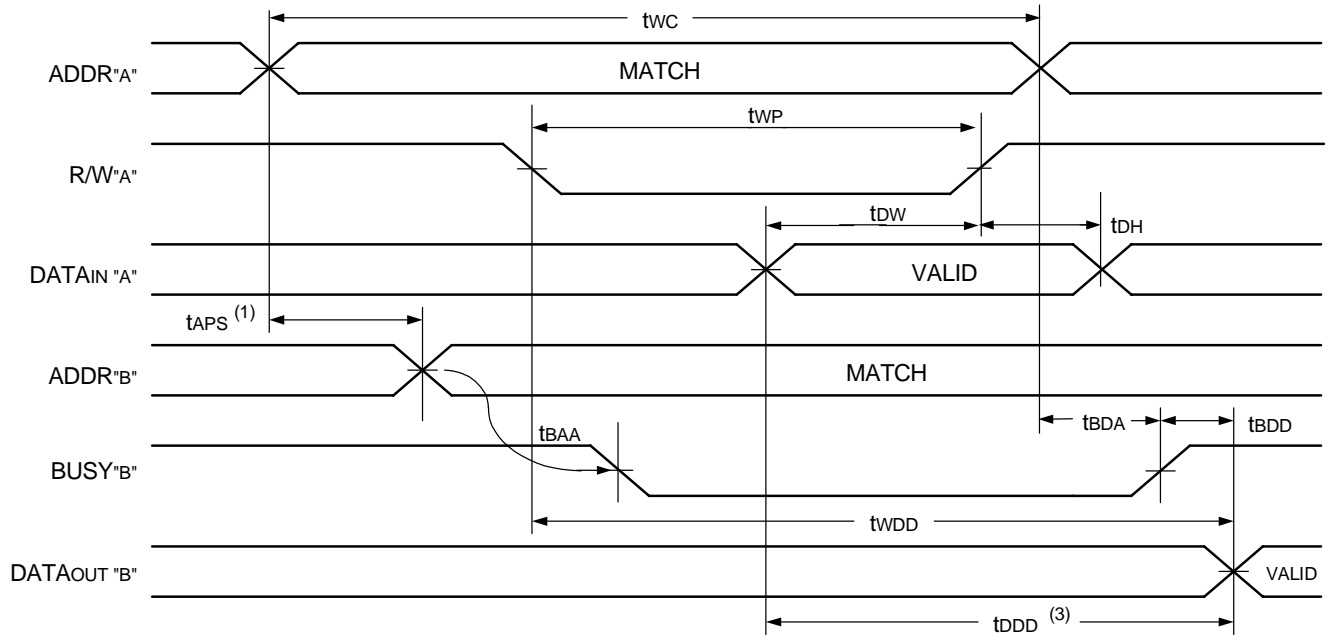 tWC
ADDR"A" MATCH
tWP
R/W"A"
tDW tDH
DATAIN "A" VALID
tAPS (1)
ADDR"B" MATCH
tBAA tBDA tBDD
BUSY"B"
tWDD
DATAOUT "B" VALID
tDDD (3)